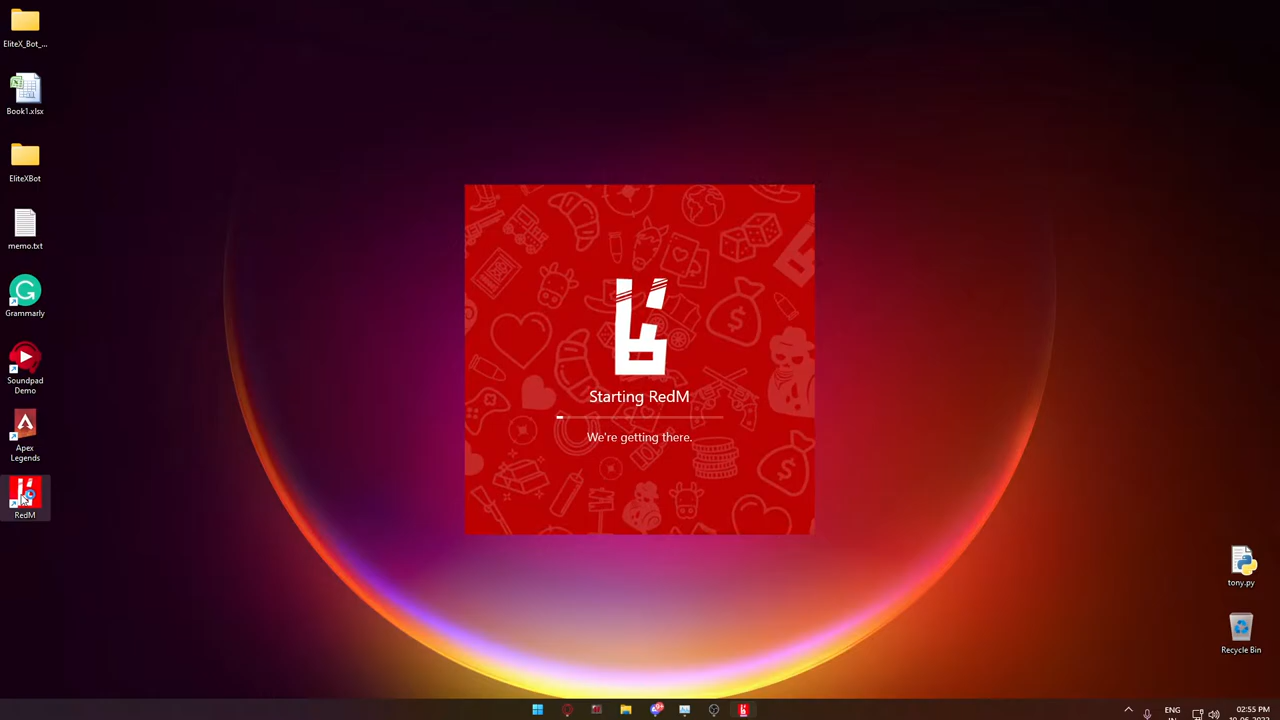 EliteX_Bot_...
Book1.xlsx
EliteXBot
memo.txt
Grammarly
Soundpad
Demo
Apex
Legends
RedM
Starting RedM
We're getting there.
tony.py
Recycle Bin
ENG
IN
02:55 PM